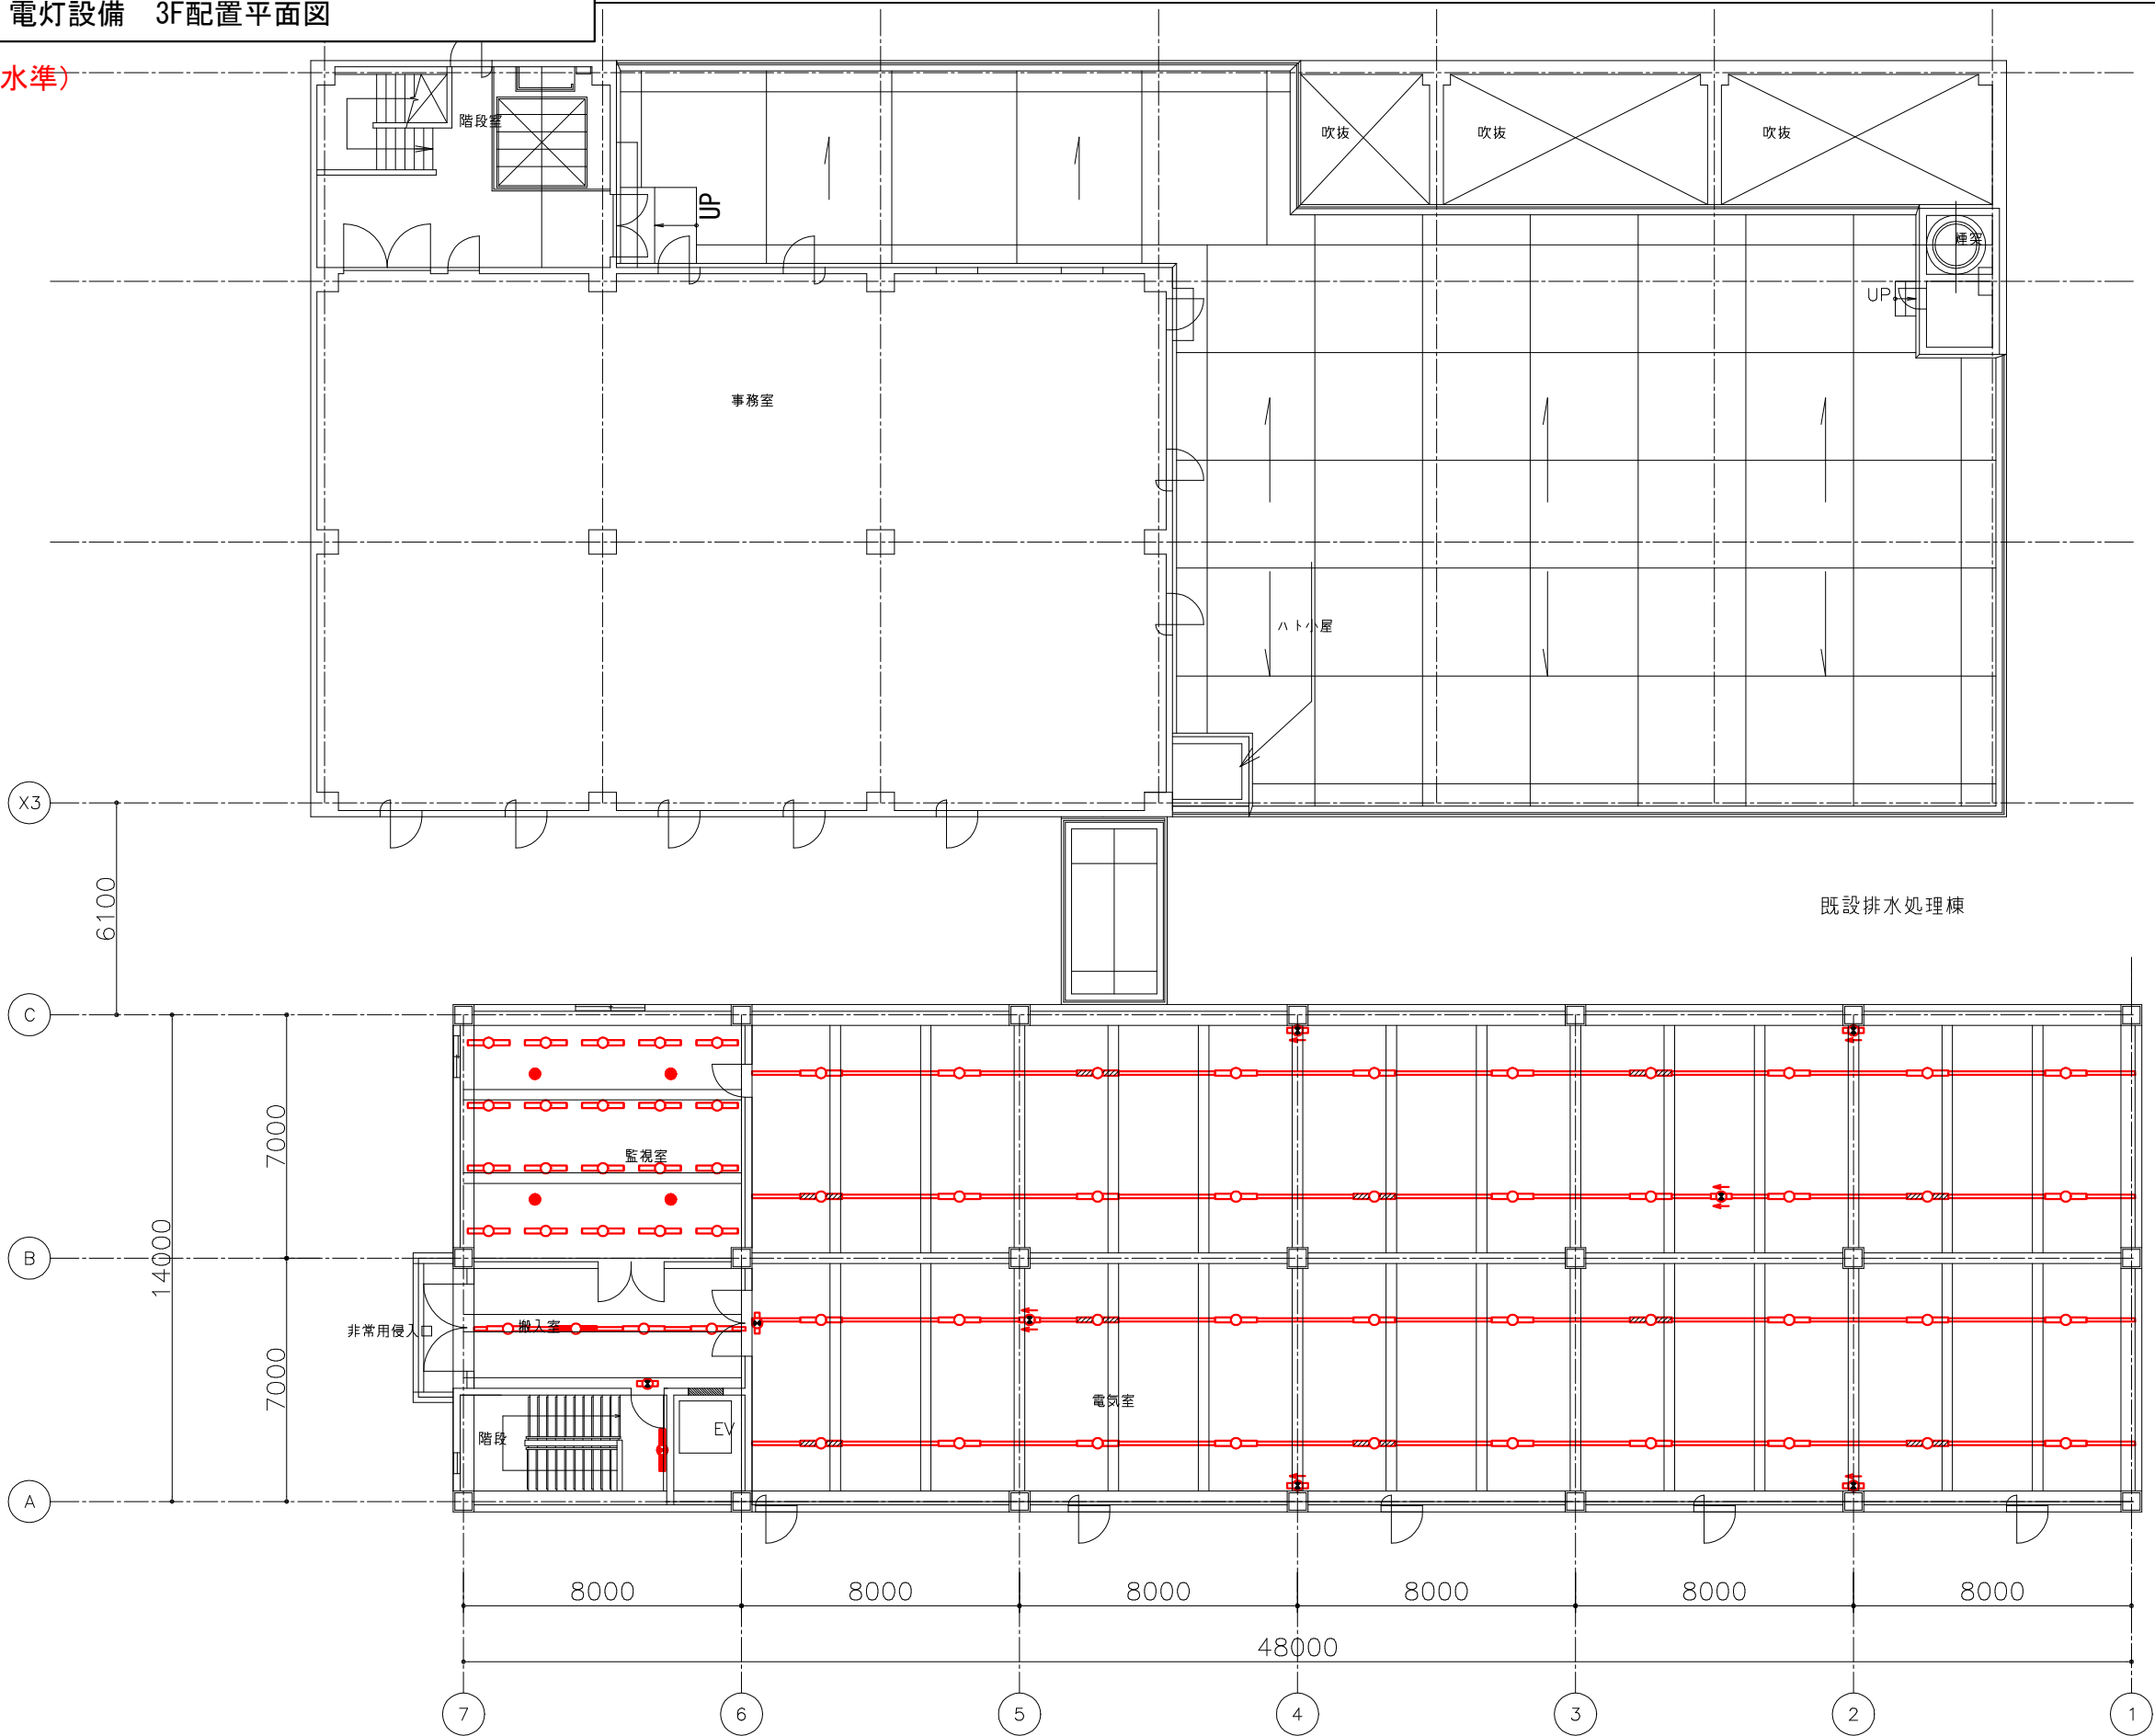 電灯設備　3F配置平面図
水準）
階段室
吹抜
吹抜
吹抜
UP
煙突
UP
事務室
ハト小屋
X3
6100
既設排水処理棟
C
7000
監視室
14000
B
非常用侵入口
搬入室
7000
電気室
階段
EV
A
8000
8000
8000
8000
8000
8000
48000
7
6
5
4
3
2
1